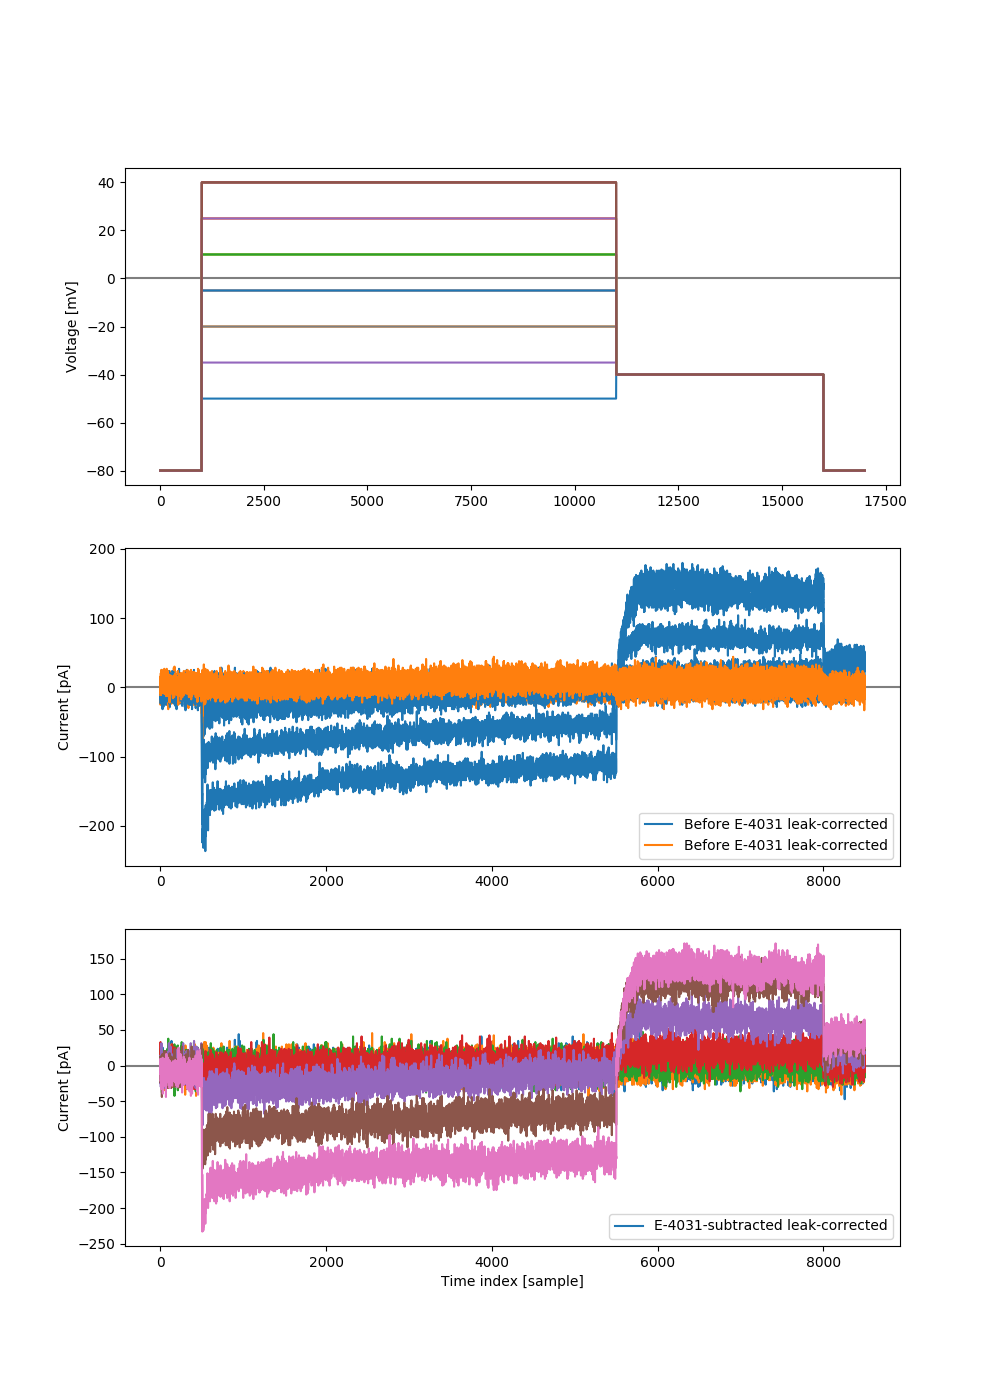 40
20
0
−20
−40
−60
−80
Voltage [mV]
0 2500 5000 7500 10000 12500 15000 17500
200
100
0
−100
−200
Current [pA]
Before E-4031 leak-corrected
Before E-4031 leak-corrected
0 2000 4000 6000 8000
150
100
50
0
−50
−100
−150
−200
−250
Current [pA]
E-4031-subtracted leak-corrected
0 2000 4000 6000 8000
Time index [sample]